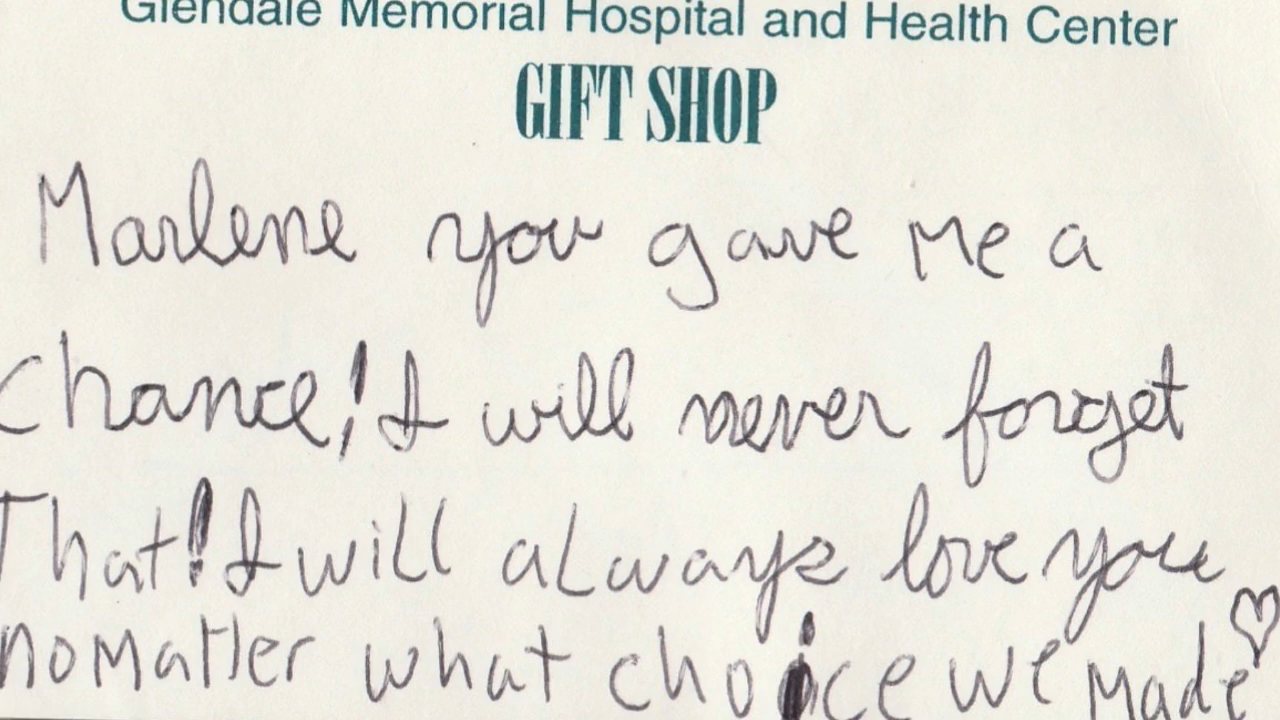 Glendale Memorial Hospital and Health Center
GIFT SHOP
Marlene you gave me a
chance! I will never forget
That! I will always love you
no matter what choice we made